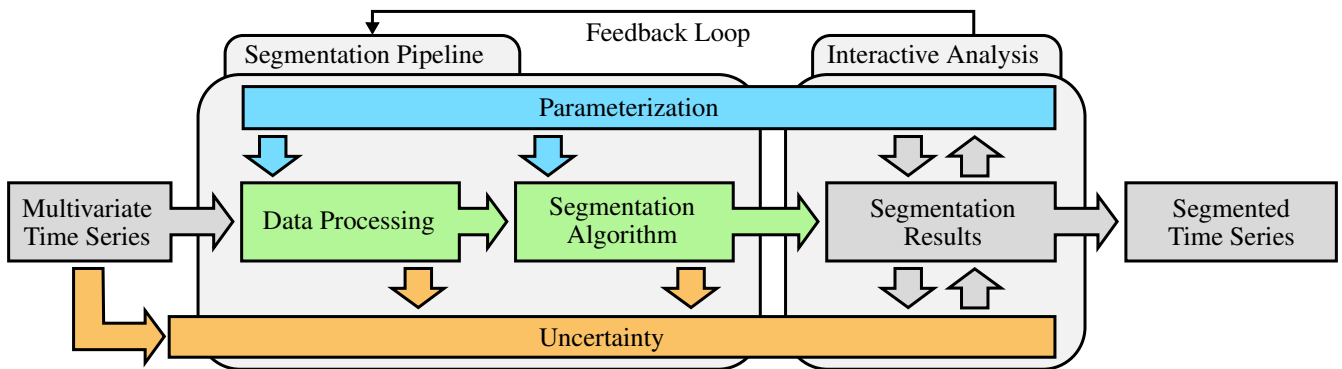 Feedback Loop
Segmentation Pipeline
Interactive Analysis
Parameterization
Multivariate
Time Series
Data Processing
Segmentation
Algorithm
Segmentation
Results
Segmented
Time Series
Uncertainty